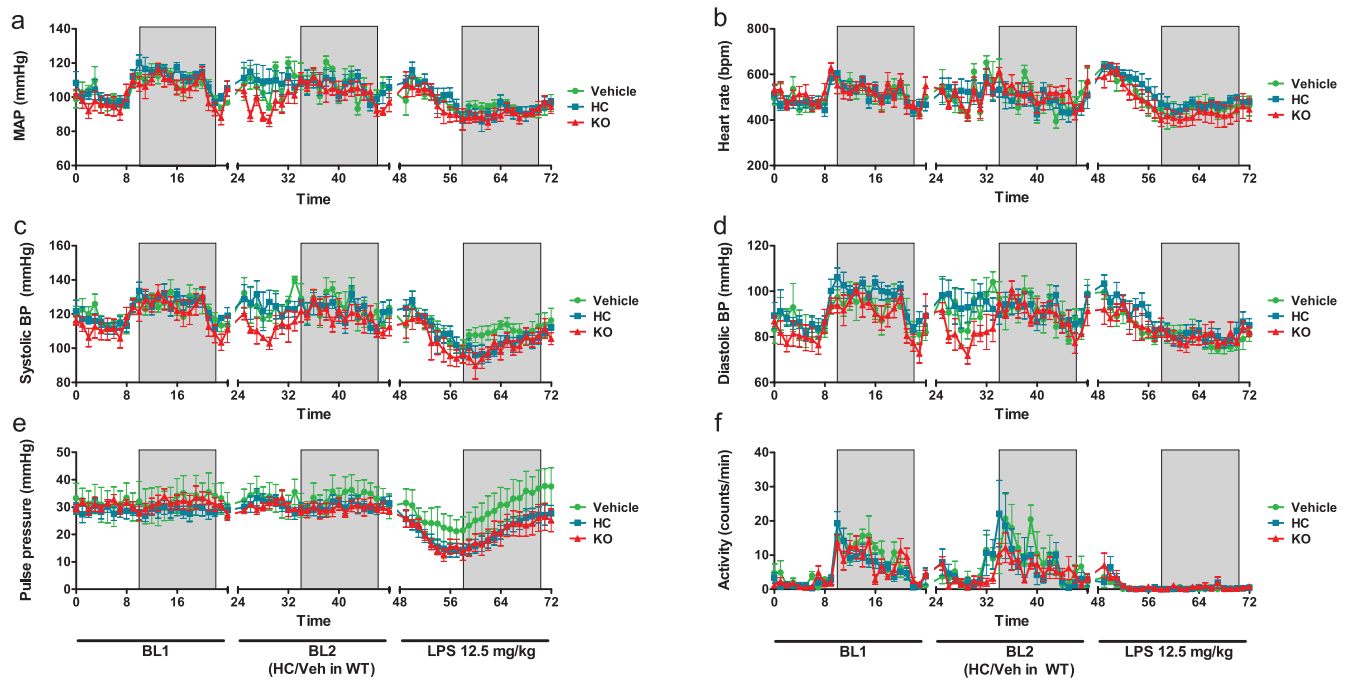 a
MAP (mmHg)
140
120
100
80
60
0 8 16 24 32 40 48 56 64 72
Time
Vehicle
HC
KO
b
Heart rate (bpm)
800
600
400
200
0 8 16 24 32 40 48 56 64 72
Time
Vehicle
HC
KO
c
Systolic BP (mmHg)
160
140
120
100
80
0 8 16 24 32 40 48 56 64 72
Time
Vehicle
HC
KO
d
Diastolic BP (mmHg)
120
100
80
60
0 8 16 24 32 40 48 56 64 72
Time
Vehicle
HC
KO
e
Pulse pressure (mmHg)
50
40
30
20
10
0
0 8 16 24 32 40 48 56 64 72
Time
Vehicle
HC
KO
f
Activity (counts/min)
40
30
20
10
0
0 8 16 24 32 40 48 56 64 72
Time
Vehicle
HC
KO
BL1 BL2 LPS 12.5 mg/kg
(HC/Veh in WT)
BL1 BL2 LPS 12.5 mg/kg
(HC/Veh in WT)